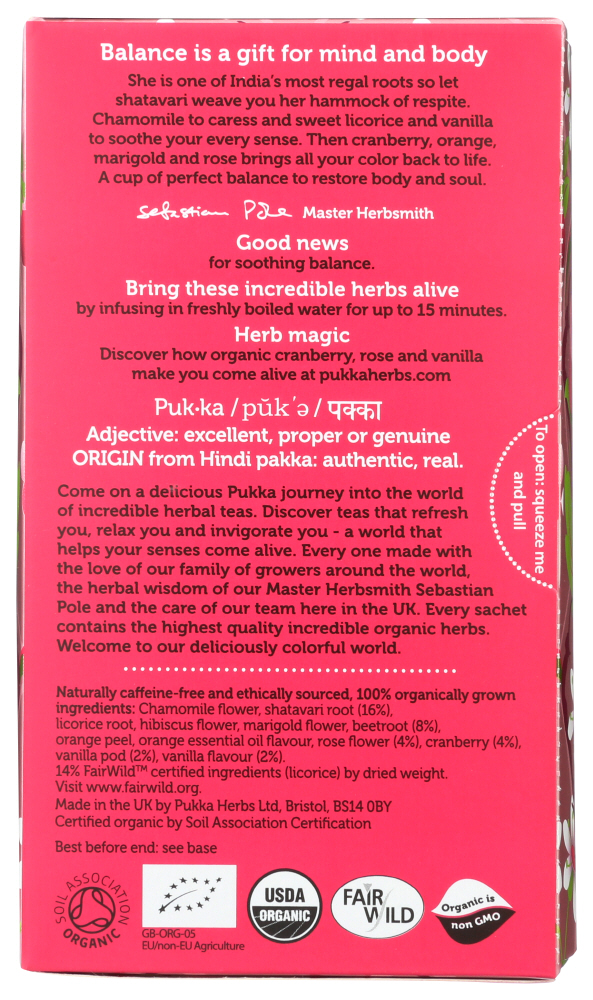 Balance is a gift for mind and body
She is one of India's most regal roots so let
shatavari weave you her hammock of respite.
Chamomile to caress and sweet licorice and vanilla
to soothe your every sense. Then cranberry, orange,
marigold and rose brings all your color back to life.
A cup of perfect balance to restore body and soul.
Sebastian Pole Master Herbsmith
Good news
for soothing balance.
Bring these incredible herbs alive
by infusing in freshly boiled water for up to 15 minutes.
Herb magic
Discover how organic cranberry, rose and vanilla
make you come alive at pukkaherbs.com
Puk·ka /pŭk'ə/ पक्का
Adjective: excellent, proper or genuine
ORIGIN from Hindi pakka: authentic, real.
To open: squeeze me
and pull
Come on a delicious Pukka journey into the world
of incredible herbal teas. Discover teas that refresh
you, relax you and invigorate you - a world that
helps your senses come alive. Every one made with
the love of our family of growers around the world,
the herbal wisdom of our Master Herbsmith Sebastian
Pole and the care of our team here in the UK. Every sachet
contains the highest quality incredible organic herbs.
Welcome to our deliciously colorful world.
Naturally caffeine-free and ethically sourced, 100% organically grown
ingredients: Chamomile flower, shatavari root (16%),
licorice root, hibiscus flower, marigold flower, beetroot (8%),
orange peel, orange essential oil flavour, rose flower (4%), cranberry (4%),
vanilla pod (2%), vanilla flavour (2%).
14% FairWild™ certified ingredients (licorice) by dried weight.
Visit www.fairwild.org.
Made in the UK by Pukka Herbs Ltd, Bristol, BS14 0BY
Certified organic by Soil Association Certification
Best before end: see base
SOIL ASSOCIATION
ORGANIC
GB-ORG-05
EU/non-EU Agriculture
USDA
ORGANIC
FAIR
WILD
Organic is
non GMO